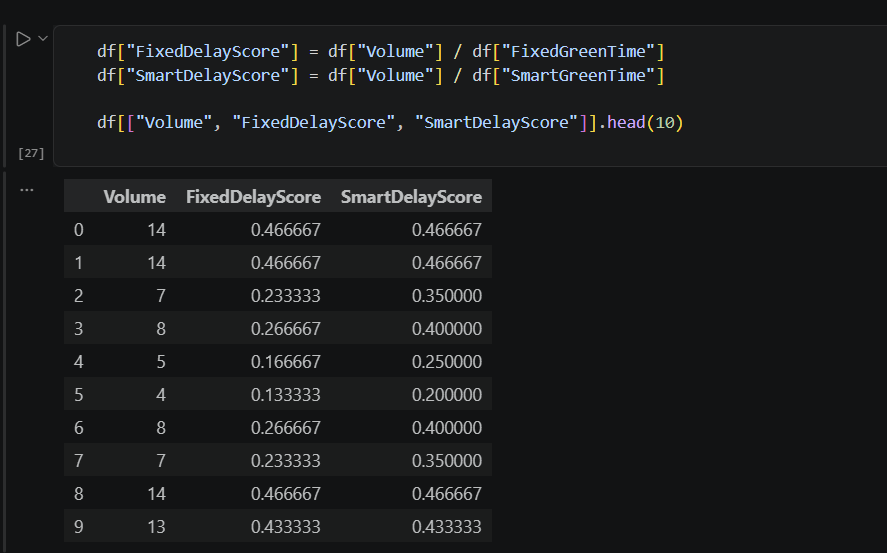 df["FixedDelayScore"] = df["Volume"] / df["FixedGreenTime"]
df["SmartDelayScore"] = df["Volume"] / df["SmartGreenTime"]
df[["Volume", "FixedDelayScore", "SmartDelayScore"]].head(10)
[27]
...
Volume FixedDelayScore SmartDelayScore
0 14 0.466667 0.466667
1 14 0.466667 0.466667
2 7 0.233333 0.350000
3 8 0.266667 0.400000
4 5 0.166667 0.250000
5 4 0.133333 0.200000
6 8 0.266667 0.400000
7 7 0.233333 0.350000
8 14 0.466667 0.466667
9 13 0.433333 0.433333